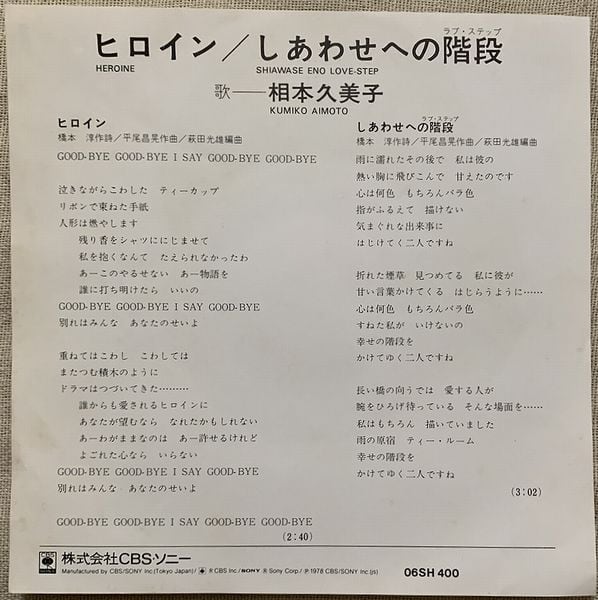 ヒロイン／しあわせへの階段
ラブ・ステップ
HEROINE
SHIAWASE ENO LOVE-STEP
歌──相本久美子
KUMIKO AIMOTO
ヒロイン
橋本　淳作詩／平尾昌晃作曲／萩田光雄編曲
GOOD-BYE GOOD-BYE I SAY GOOD-BYE GOOD-BYE
泣きながらこわした　ティーカップ
リボンで束ねた手紙
人形は燃やします
残り香をシャツににじませて
私を抱くなんて　たえられなかったわ
あーこのやるせない　あー物語を
誰に打ち明けたら　いいの
GOOD-BYE GOOD-BYE I SAY GOOD-BYE
別れはみんな　あなたのせいよ
重ねてはこわし　こわしては
またつむ積木のように
ドラマはつづいてきた………
誰からも愛されるヒロインに
あなたが望むなら　なれたかもしれない
あーわがままなのは　あー許せるけれど
よごれた心なら　いらない
GOOD-BYE GOOD-BYE I SAY GOOD-BYE
別れはみんな　あなたのせいよ
GOOD-BYE GOOD-BYE I SAY GOOD-BYE GOOD-BYE
(2:40)
しあわせへの階段
ラブ・ステップ
橋本　淳作詩／平尾昌晃作曲／萩田光雄編曲
雨に濡れたその後で　私は彼の
熱い胸に飛びこんで　甘えたのです
心は何色　もちろんバラ色
指がふるえて　描けない
気まぐれな出来事に
はじけてく二人ですね
折れた煙草　見つめてる　私に彼が
甘い言葉かけてくる　はじらうように……
心は何色　もちろんバラ色
すねた私が　いけないの
幸せの階段を
かけてゆく二人ですね
長い橋の向うでは　愛する人が
腕をひろげ待っている　そんな場面を……
私はもちろん　描いていました
雨の原宿　ティー・ルーム
幸せの階段を
かけてゆく二人ですね
(3:02)
CBS
株式会社CBS・ソニー
Manufactured by CBS/SONY Inc.(Tokyo Japan)/ ® CBS Inc./SONY ® Sony Corp./℗1978 CBS/SONY Inc.(js)
06SH 400